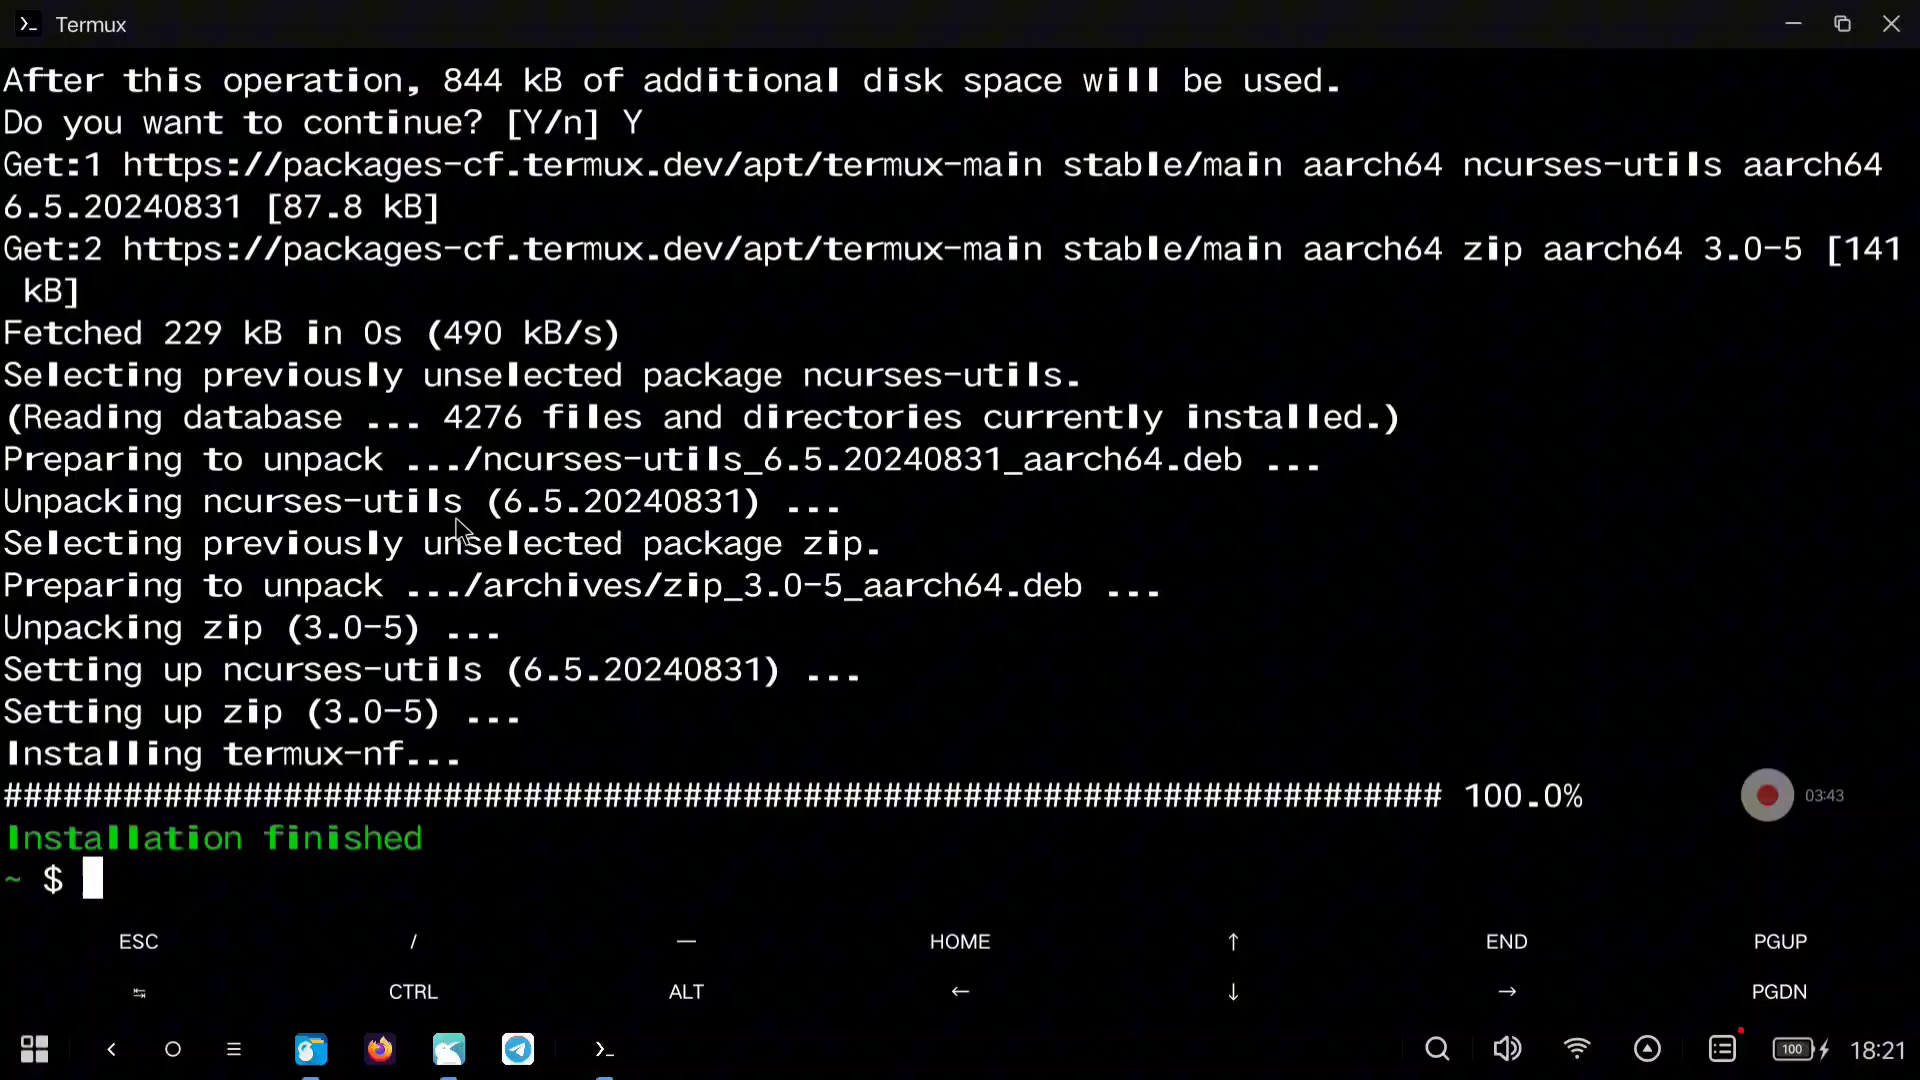 Termux
After this operation, 844 kB of additional disk space will be used.
Do you want to continue? [Y/n] Y
Get:1 https://packages-cf.termux.dev/apt/termux-main stable/main aarch64 ncurses-utils aarch64
6.5.20240831 [87.8 kB]
Get:2 https://packages-cf.termux.dev/apt/termux-main stable/main aarch64 zip aarch64 3.0-5 [141
kB]
Fetched 229 kB in 0s (490 kB/s)
Selecting previously unselected package ncurses-utils.
(Reading database ... 4276 files and directories currently installed.)
Preparing to unpack .../ncurses-utils_6.5.20240831_aarch64.deb ...
Unpacking ncurses-utils (6.5.20240831) ...
Selecting previously unselected package zip.
Preparing to unpack .../archives/zip_3.0-5_aarch64.deb ...
Unpacking zip (3.0-5) ...
Setting up ncurses-utils (6.5.20240831) ...
Setting up zip (3.0-5) ...
Installing termux-nf...
######################################################################## 100.0%
03:43
Installation finished
~ $
ESC / — HOME ↑ END PGUP
↹ CTRL ALT ← ↓ → PGDN
100 18:21